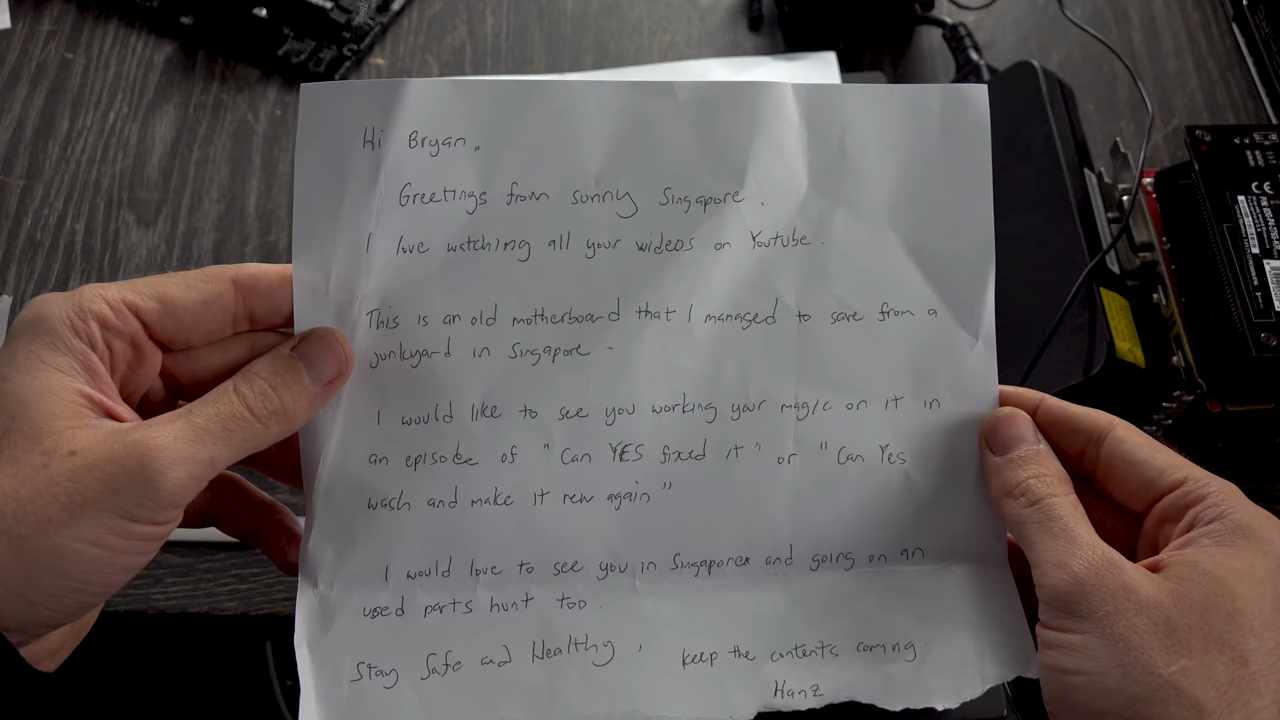 Hi Bryan,
Greetings from sunny Singapore.
I love watching all your wideos on Youtube.
This is an old motherboard that I managed to save from a
junkyard in Singapore.
I would like to see you working your magic on it in
an episode of "Can YES fixed it" or "Can Yes
wash and make it new again"
I would love to see you in Singapore and going on an
used parts hunt too.
Stay Safe and Healthy, keep the contents coming.
Hanz
CE